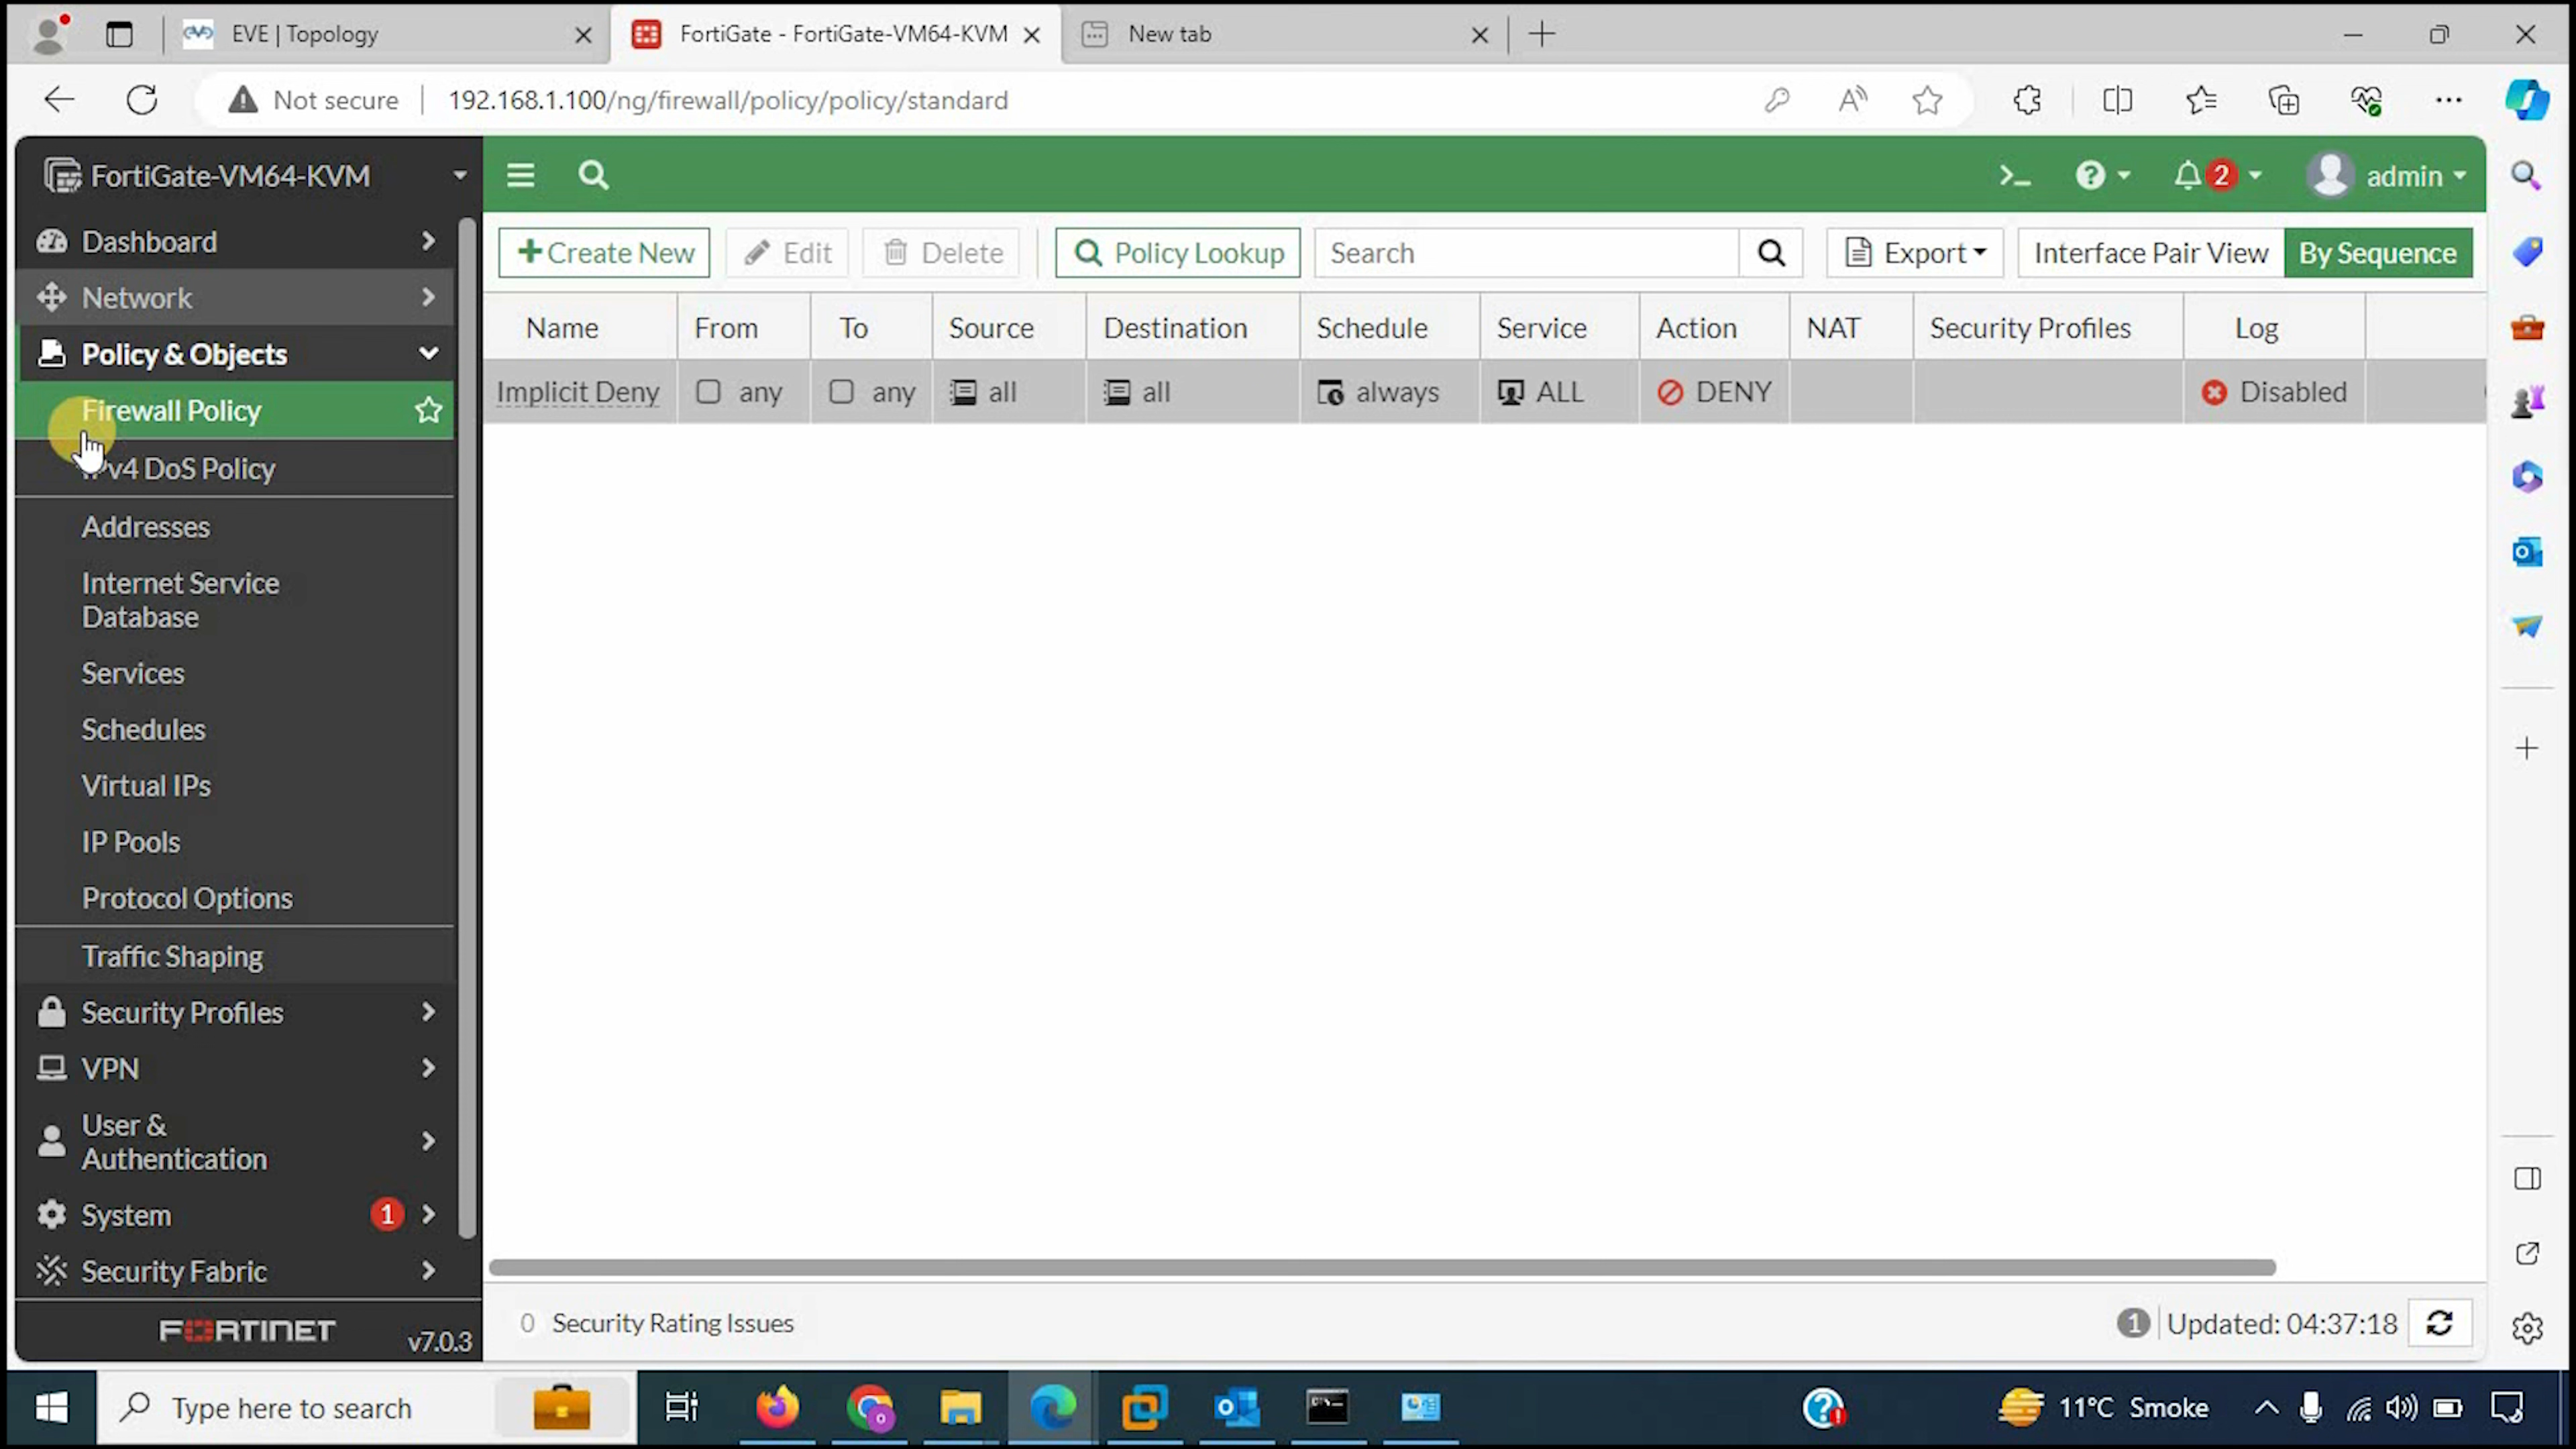 EVE | Topology
FortiGate - FortiGate-VM64-KVM
New tab
Not secure
192.168.1.100/ng/firewall/policy/policy/standard
FortiGate-VM64-KVM
2
admin
Dashboard
Network
Policy & Objects
Firewall Policy
IPv4 DoS Policy
Addresses
Internet Service
Database
Services
Schedules
Virtual IPs
IP Pools
Protocol Options
Traffic Shaping
Security Profiles
VPN
User &
Authentication
System 1
Security Fabric
FORTINET v7.0.3
Create New Edit Delete Policy Lookup Search Export Interface Pair View By Sequence
Name From To Source Destination Schedule Service Action NAT Security Profiles Log
Implicit Deny any any all all always ALL DENY Disabled
0 Security Rating Issues
1 Updated: 04:37:18
Type here to search
11°C Smoke